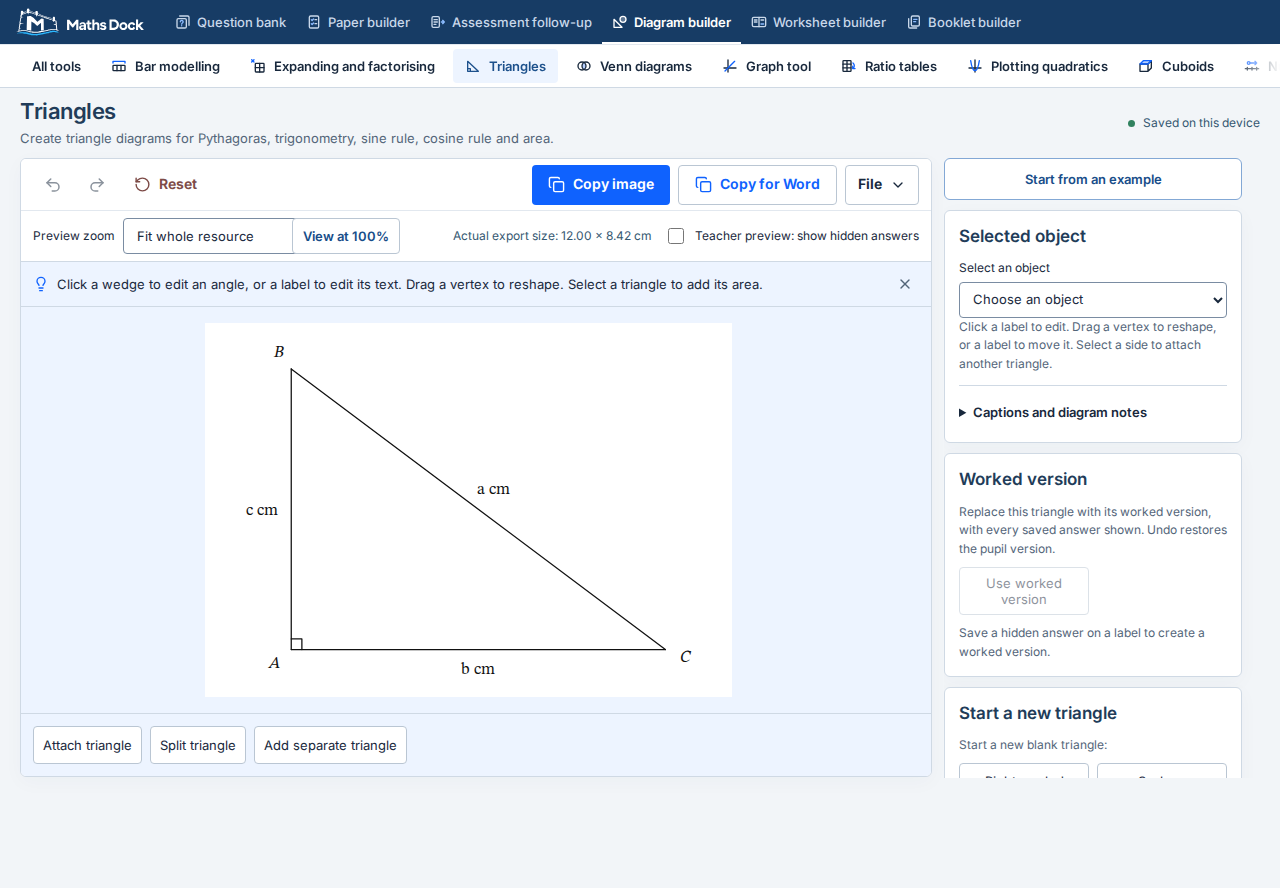 Maths Dock
Question bank
Paper builder
Assessment follow-up
Diagram builder
Worksheet builder
Booklet builder
All tools
Bar modelling
Expanding and factorising
Triangles
Venn diagrams
Graph tool
Ratio tables
Plotting quadratics
Cuboids
Triangles
Create triangle diagrams for Pythagoras, trigonometry, sine rule, cosine rule and area.
Saved on this device
Reset
Copy image
Copy for Word
File
Preview zoom
Fit whole resource
View at 100%
Actual export size: 12.00 × 8.42 cm
Teacher preview: show hidden answers
Click a wedge to edit an angle, or a label to edit its text. Drag a vertex to reshape. Select a triangle to add its area.
B
a cm
c cm
A
b cm
C
Attach triangle
Split triangle
Add separate triangle
Start from an example
Selected object
Select an object
Choose an object
Click a label to edit. Drag a vertex to reshape,
or a label to move it. Select a side to attach
another triangle.
Captions and diagram notes
Worked version
Replace this triangle with its worked version,
with every saved answer shown. Undo restores
the pupil version.
Use worked
version
Save a hidden answer on a label to create a
worked version.
Start a new triangle
Start a new blank triangle: